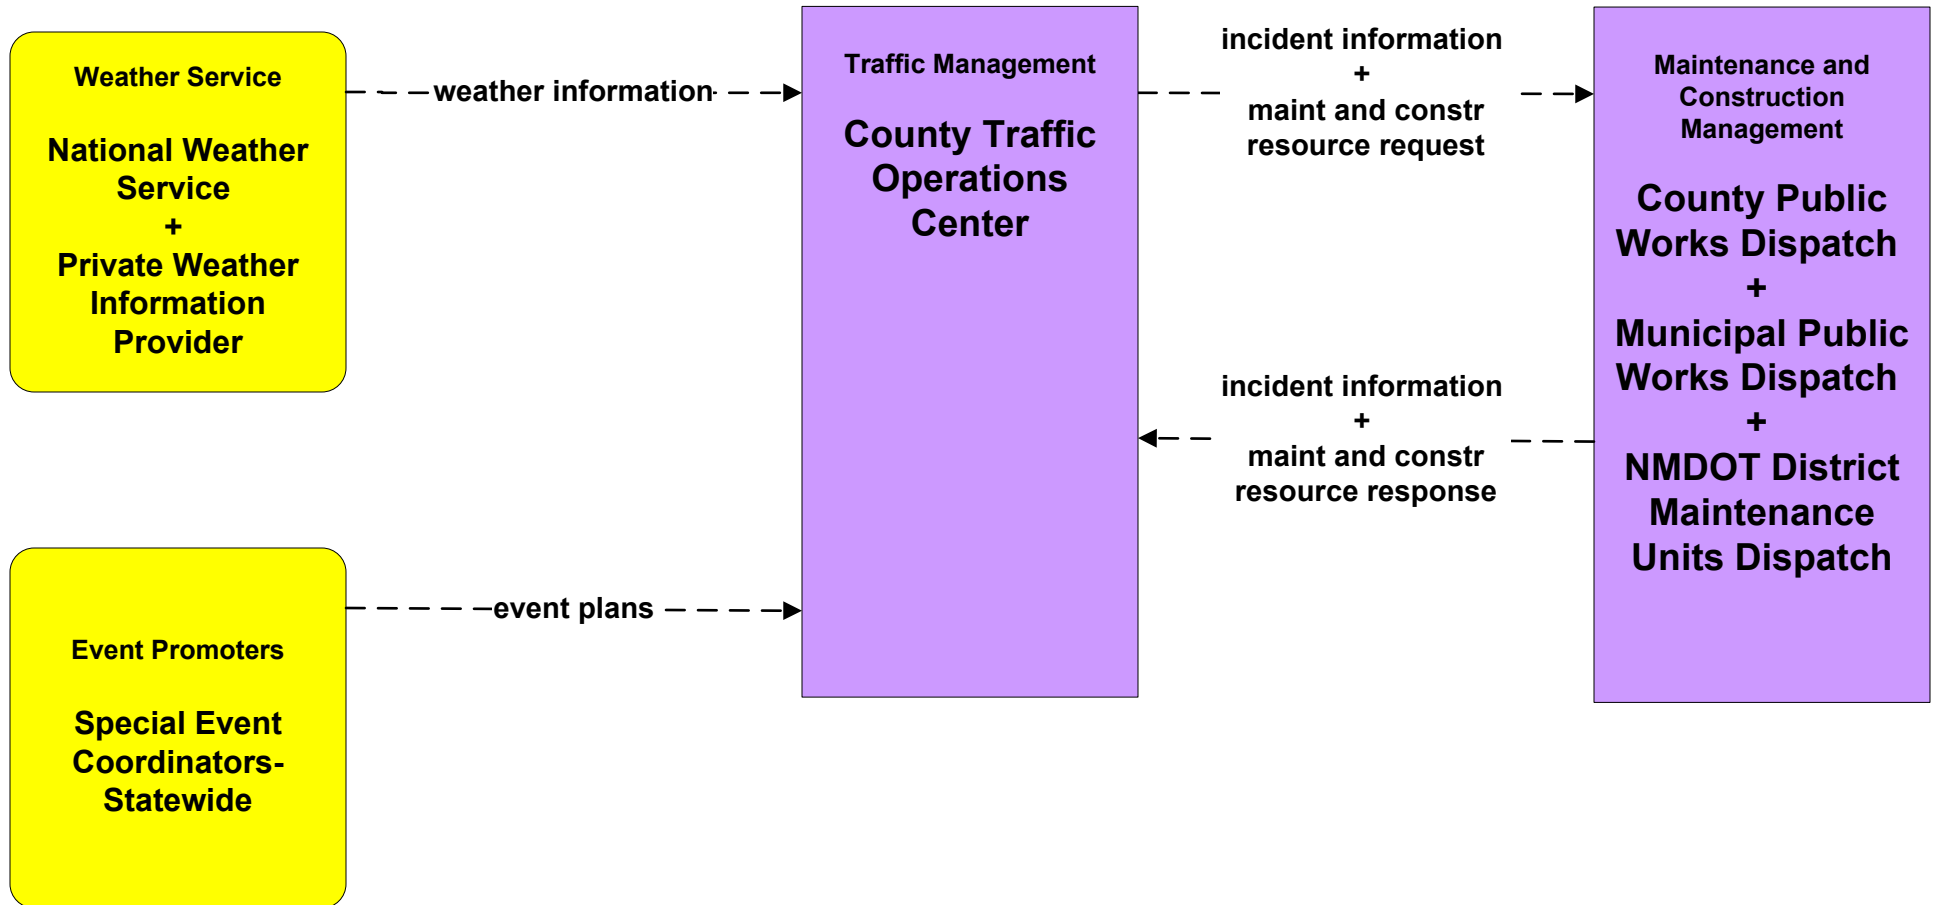 Weather Service
National Weather
Service
+
Private Weather
Information
Provider
weather information
Event Promoters
Special Event
Coordinators-
Statewide
event plans
Traffic Management
County Traffic
Operations
Center
incident information
+
maint and constr
resource request
incident information
+
maint and constr
resource response
Maintenance and
Construction
Management
County Public
Works Dispatch
+
Municipal Public
Works Dispatch
+
NMDOT District
Maintenance
Units Dispatch